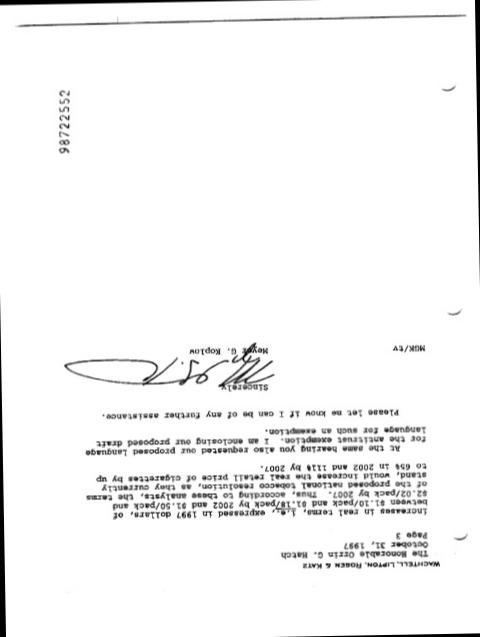 WACHTELL, LIPTON, ROSEN & KATZ
The Honorable Orrin G. Hatch
October 31, 1997
Page 3
increases in real terms, i.e., expressed in 1997 dollars, of
between $1.10/pack and $1.18/pack by 2002 and $1.50/pack and
$2.02/pack by 2007. Thus, according to these analysts, the terms
of the proposed national tobacco resolution, as they currently
stand, would increase the real retail price of cigarettes by up
to 65% in 2002 and 111% by 2007.
At the same hearing you also requested our proposed language
for the antitrust exemption. I am enclosing our proposed draft
language for such an exemption.
Please let me know if I can be of any further assistance.
Sincerely
Meyer G. Koplow
MGK/tv
98722552